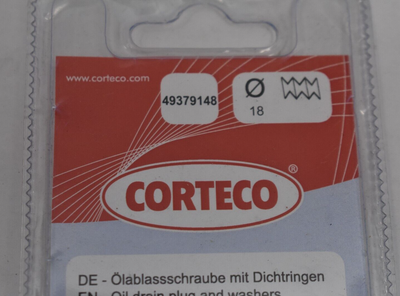 www.corteco.com
49379148
Ø
18
CORTECO®
DE - Ölablassschraube mit Dichtringen
EN - Oil drain plug and washers